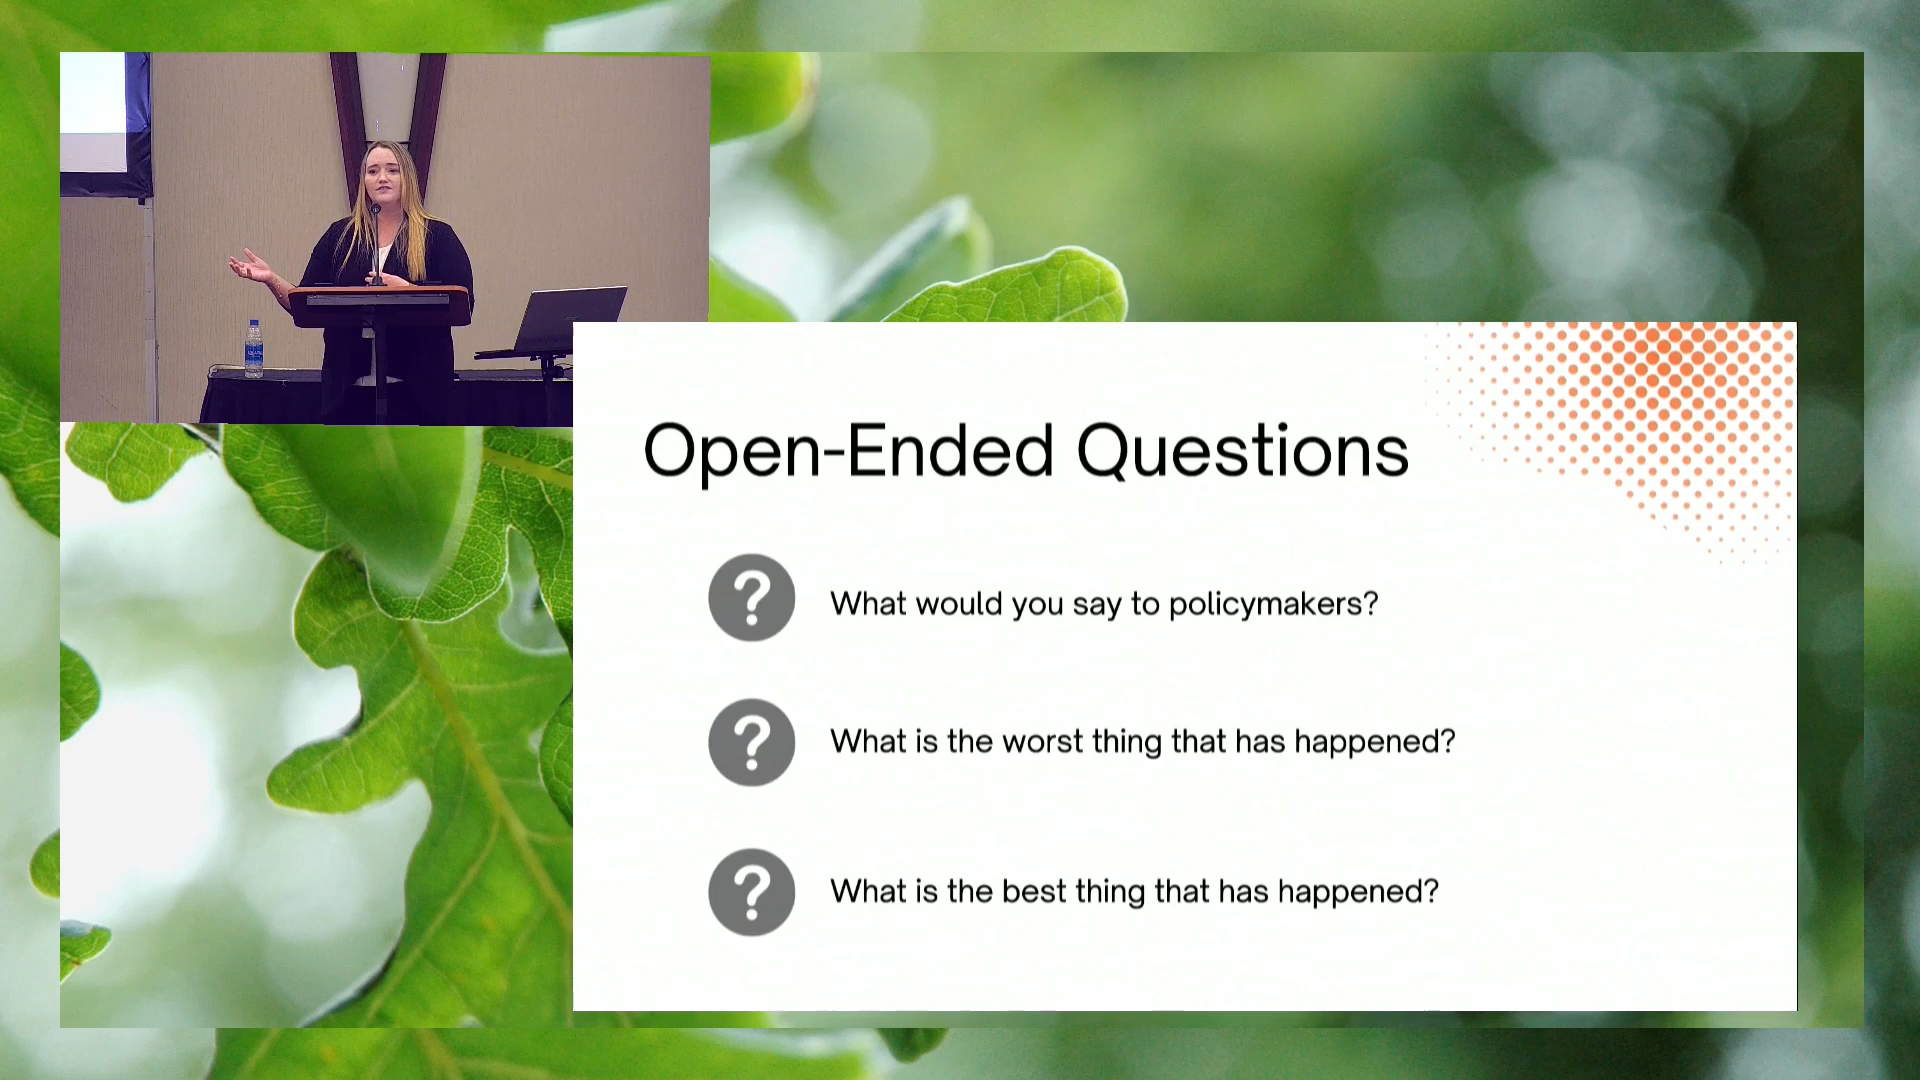 Open-Ended Questions
What would you say to policymakers?
What is the worst thing that has happened?
What is the best thing that has happened?